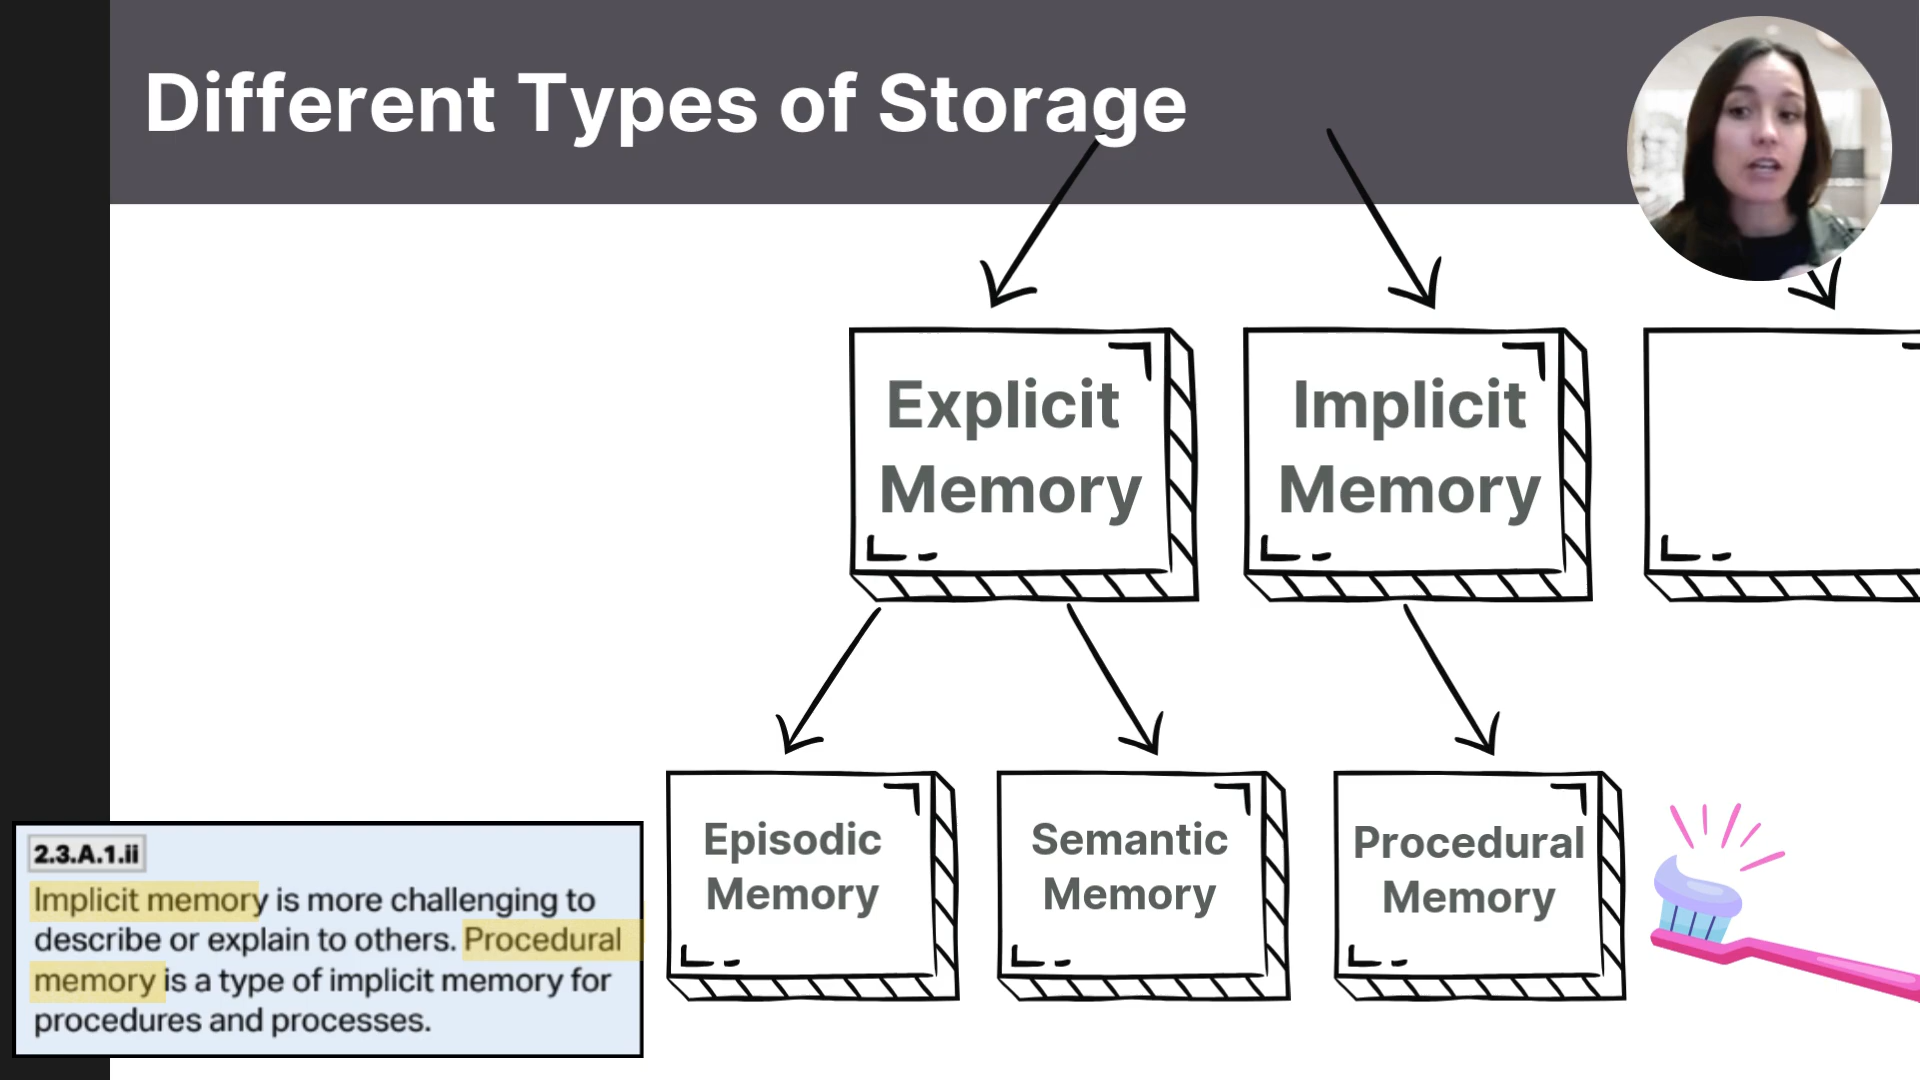 Different Types of Storage
Explicit
Memory
Implicit
Memory
Episodic
Memory
Semantic
Memory
Procedural
Memory
2.3.A.1.ii
Implicit memory is more challenging to
describe or explain to others. Procedural
memory is a type of implicit memory for
procedures and processes.